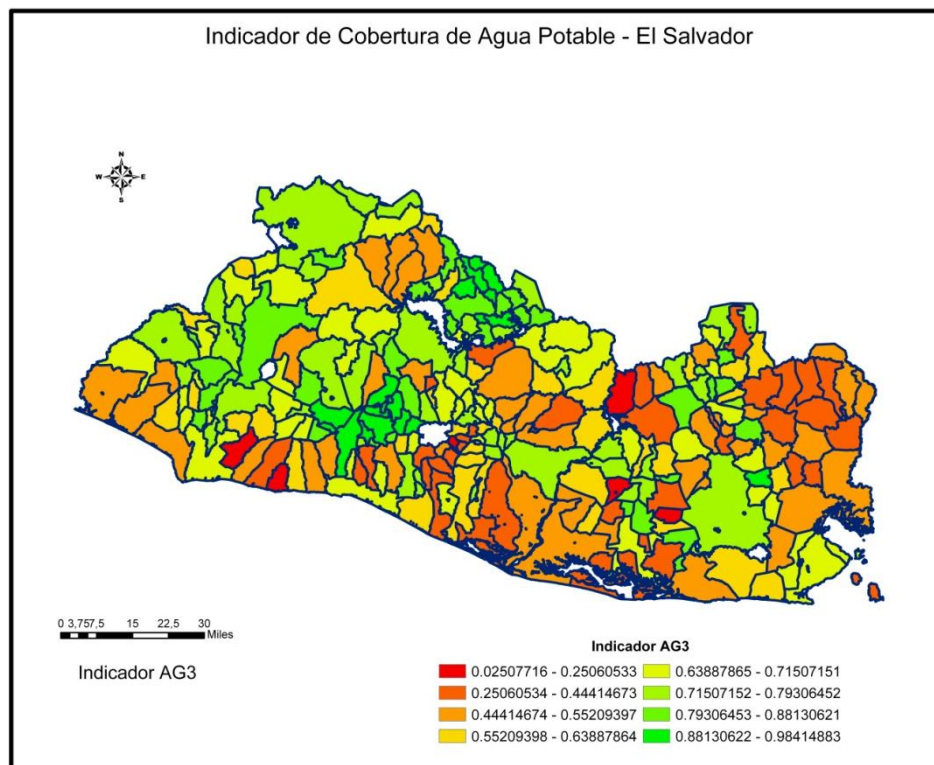 Indicador de Cobertura de Agua Potable - El Salvador
N
W E
S
0 3,757,5 15 22,5 30
Miles
Indicador AG3
Indicador AG3
0.02507716 - 0.25060533
0.25060534 - 0.44414673
0.44414674 - 0.55209397
0.55209398 - 0.63887864
0.63887865 - 0.71507151
0.71507152 - 0.79306452
0.79306453 - 0.88130621
0.88130622 - 0.98414883